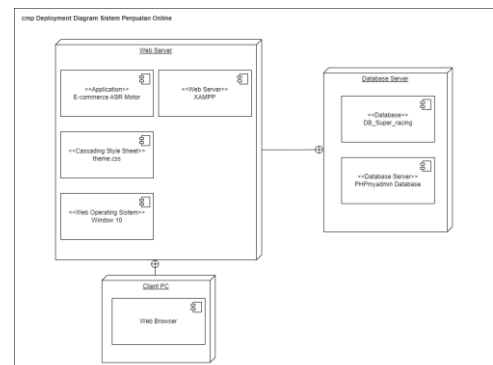 cmp Deployment Diagram Sistem Penjualan Online
Web Server
<<Application>>
E-commerce ASR Motor
<<Web Server>>
XAMPP
<<Cassading Style Sheet>>
theme.css
<<Web Operating Sistem>>
Window 10
Database Server
<<Database>>
DB_Super_racing
<<Database Server>>
PHPmyadmin Database
Client PC
Web Browser